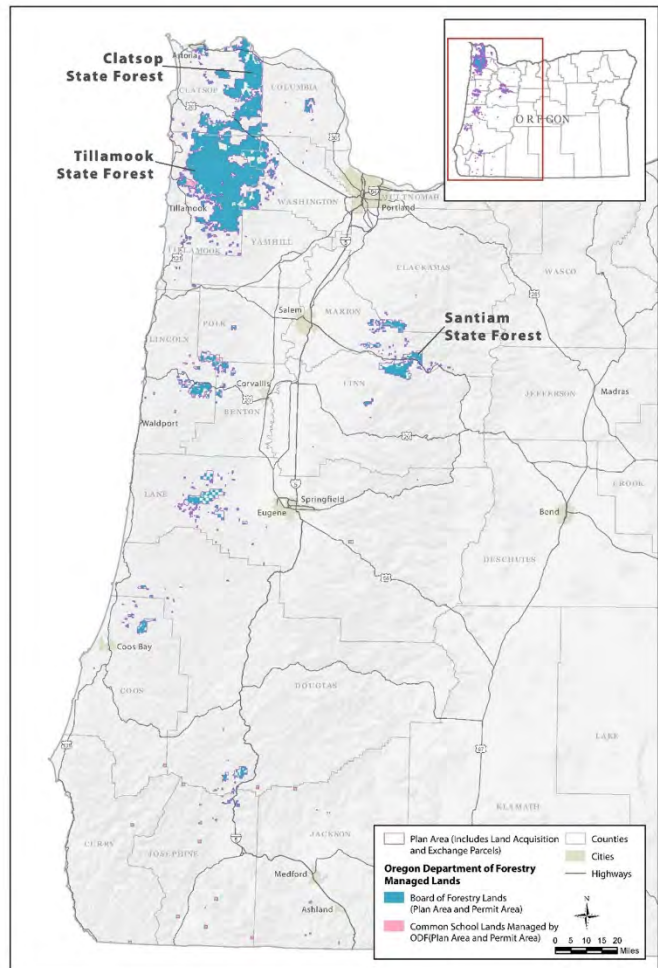 Clatsop
State Forest
Astoria
CLATSOP
COLUMBIA
Tillamook
State Forest
Tillamook
WASHINGTON
Portland
TILLAMOOK
YAMHILL
CLACKAMAS
WASCO
OREGON
Salem
MARION
POLK
LINCOLN
Santiam
State Forest
Corvallis
LINN
BENTON
JEFFERSON
Madras
Waldport
CROOK
LANE
Springfield
Eugene
Bend
DESCHUTES
Coos Bay
COOS
DOUGLAS
LAKE
KLAMATH
CURRY
JOSEPHINE
JACKSON
Medford
Ashland
Plan Area (Includes Land Acquisition
and Exchange Parcels)
Oregon Department of Forestry
Managed Lands
Board of Forestry Lands
(Plan Area and Permit Area)
Common School Lands Managed by
ODF(Plan Area and Permit Area)
Counties
Cities
Highways
N
0 5 10 15 20
Miles